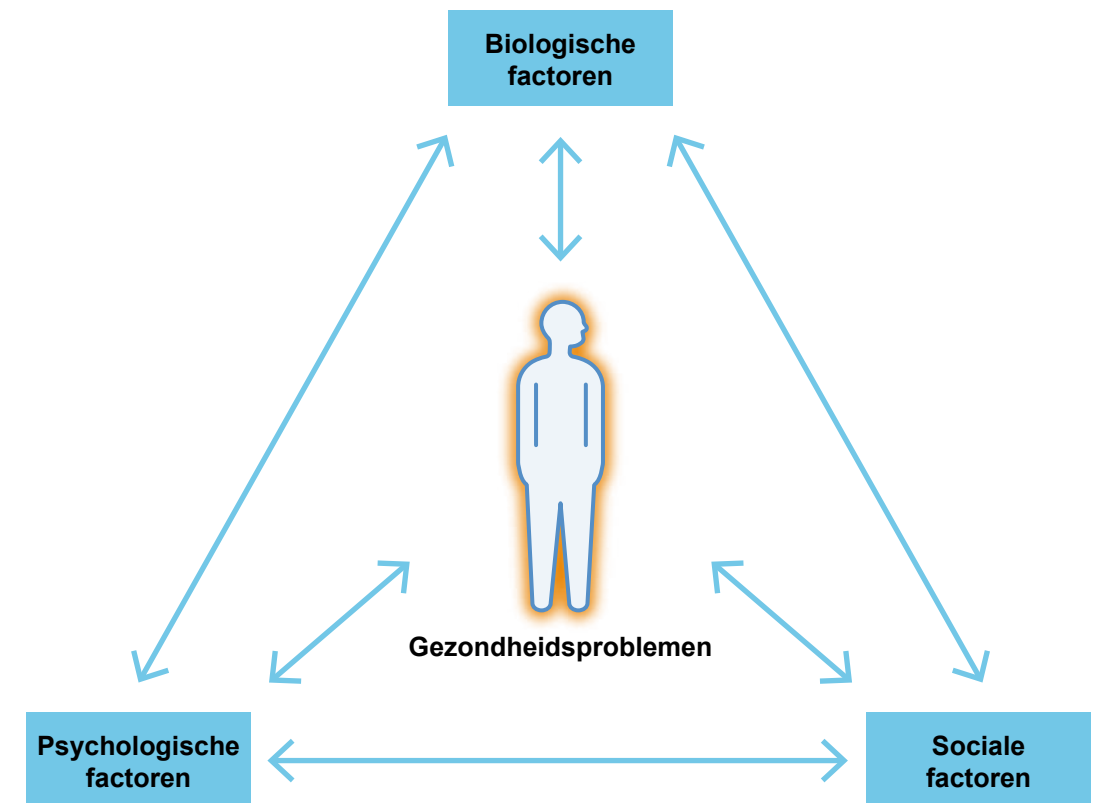 Biologische
factoren
Gezondheidsproblemen
Psychologische
factoren
Sociale
factoren